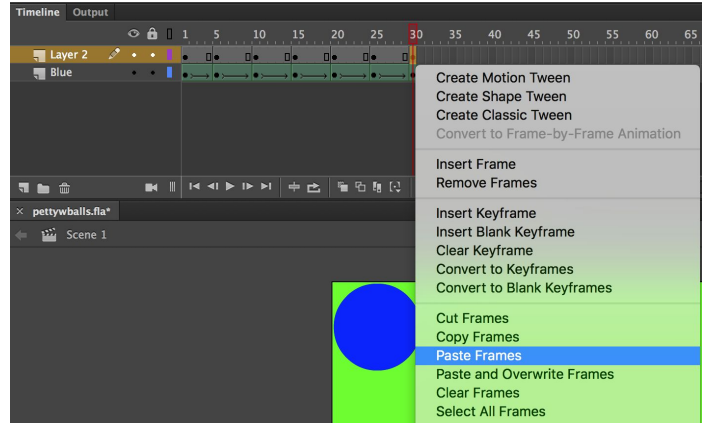 Timeline Output
1 5 10 15 20 25 30 35 40 45 50 55 60 65
Layer 2
Blue
Create Motion Tween
Create Shape Tween
Create Classic Tween
Convert to Frame-by-Frame Animation
Insert Frame
Remove Frames
Insert Keyframe
Insert Blank Keyframe
Clear Keyframe
Convert to Keyframes
Convert to Blank Keyframes
× pettywballs.fla*
Scene 1
Cut Frames
Copy Frames
Paste Frames
Paste and Overwrite Frames
Clear Frames
Select All Frames